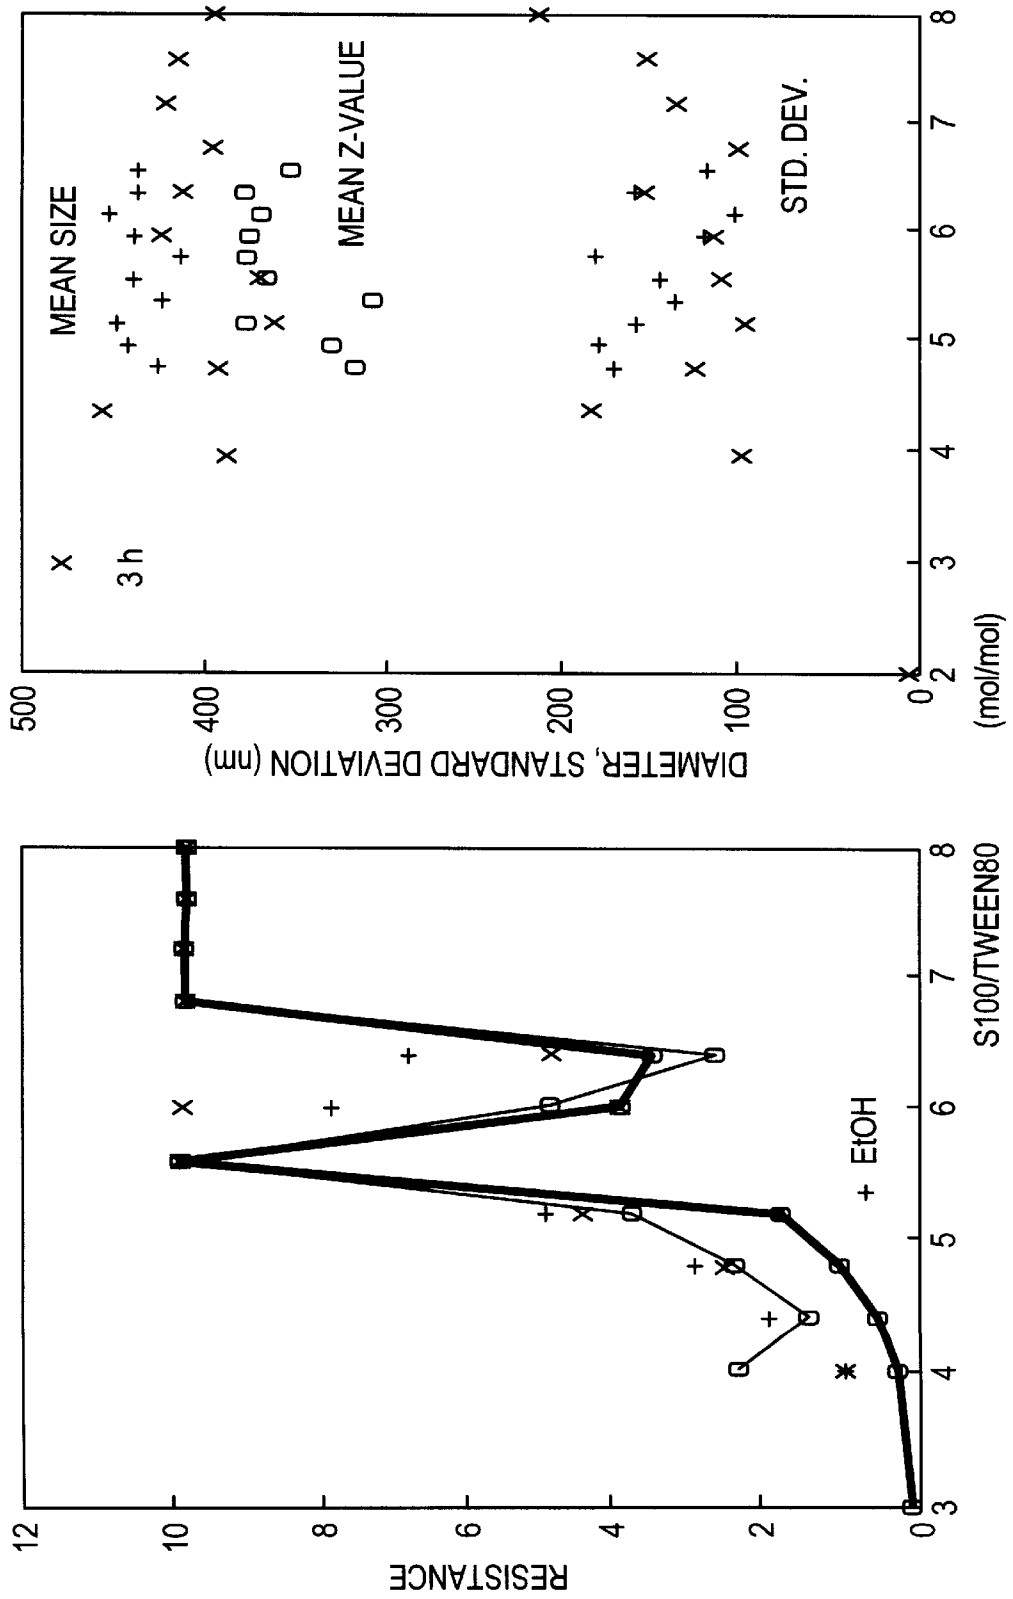 RESISTANCE
12
10
8
6
4
2
0
3
4
5
6
7
8
EtOH
S100/TWEEN80
(mol/mol)
DIAMETER, STANDARD DEVIATION (nm)
500
400
300
200
100
0
2
3
4
5
6
7
8
3 h
MEAN SIZE
MEAN Z-VALUE
STD. DEV.